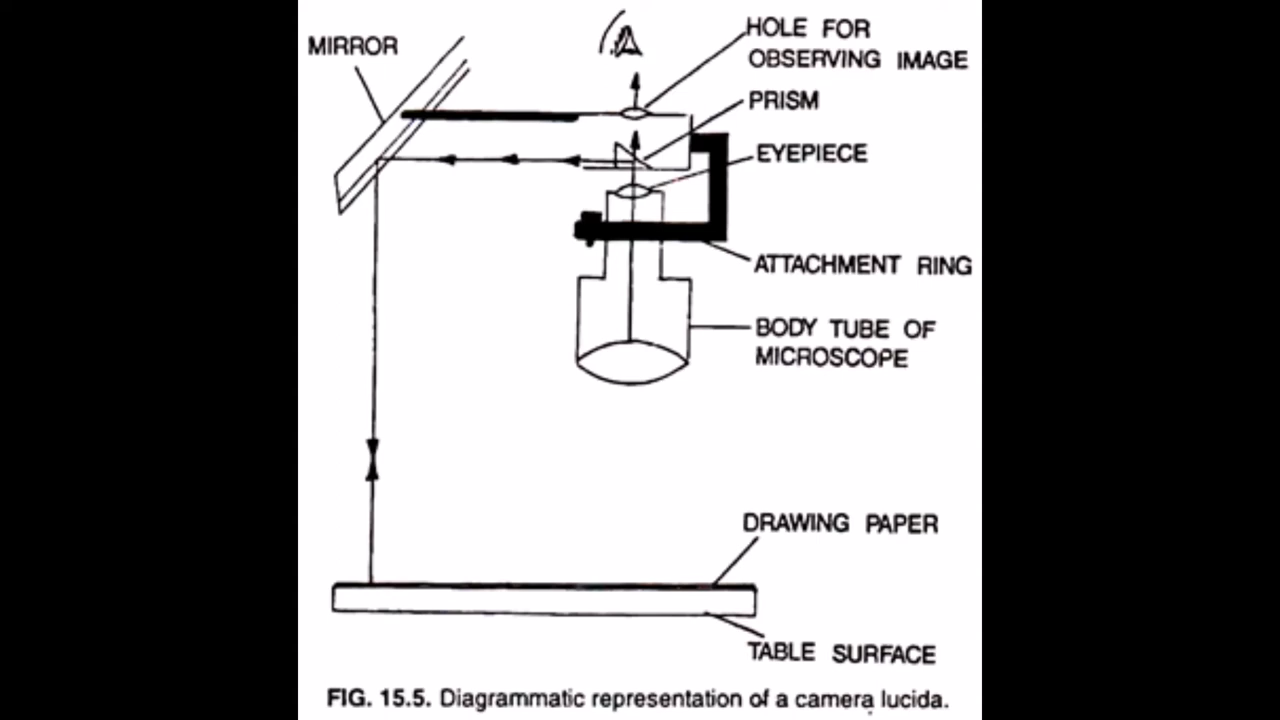 MIRROR
HOLE FOR
OBSERVING IMAGE
PRISM
EYEPIECE
ATTACHMENT RING
BODY TUBE OF
MICROSCOPE
DRAWING PAPER
TABLE SURFACE
FIG. 15.5. Diagrammatic representation of a camera lucida.